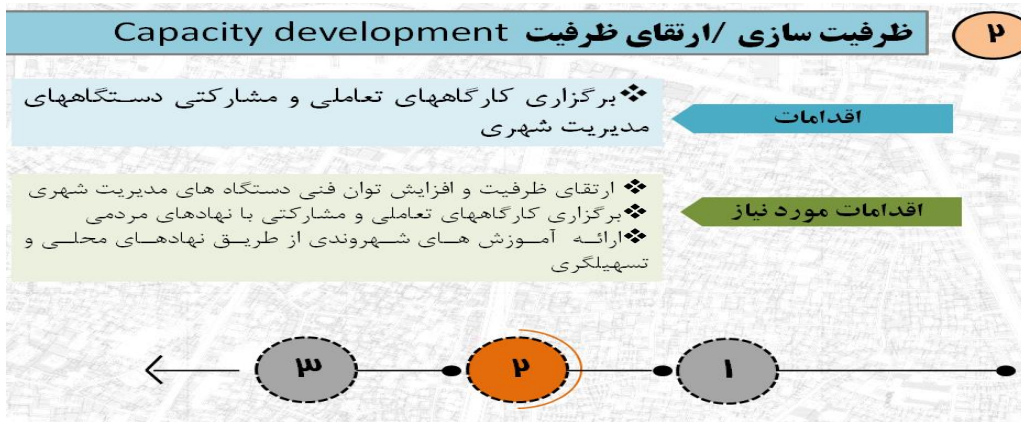 ۲
ظرفیت سازی /ارتقای ظرفیت Capacity development
اقدامات
❖برگزاری کارگاههای تعاملی و مشارکتی دستگاههای
مدیریت شهری
اقدامات مورد نیاز
❖ ارتقای ظرفیت و افزایش توان فنی دستگاه های مدیریت شهری
❖برگزاری کارگاههای تعاملی و مشارکتی با نهادهای مردمی
❖ارائه آموزش های شهروندی از طریق نهادهای محلی و
تسهیلگری
۱ ۲ ۳